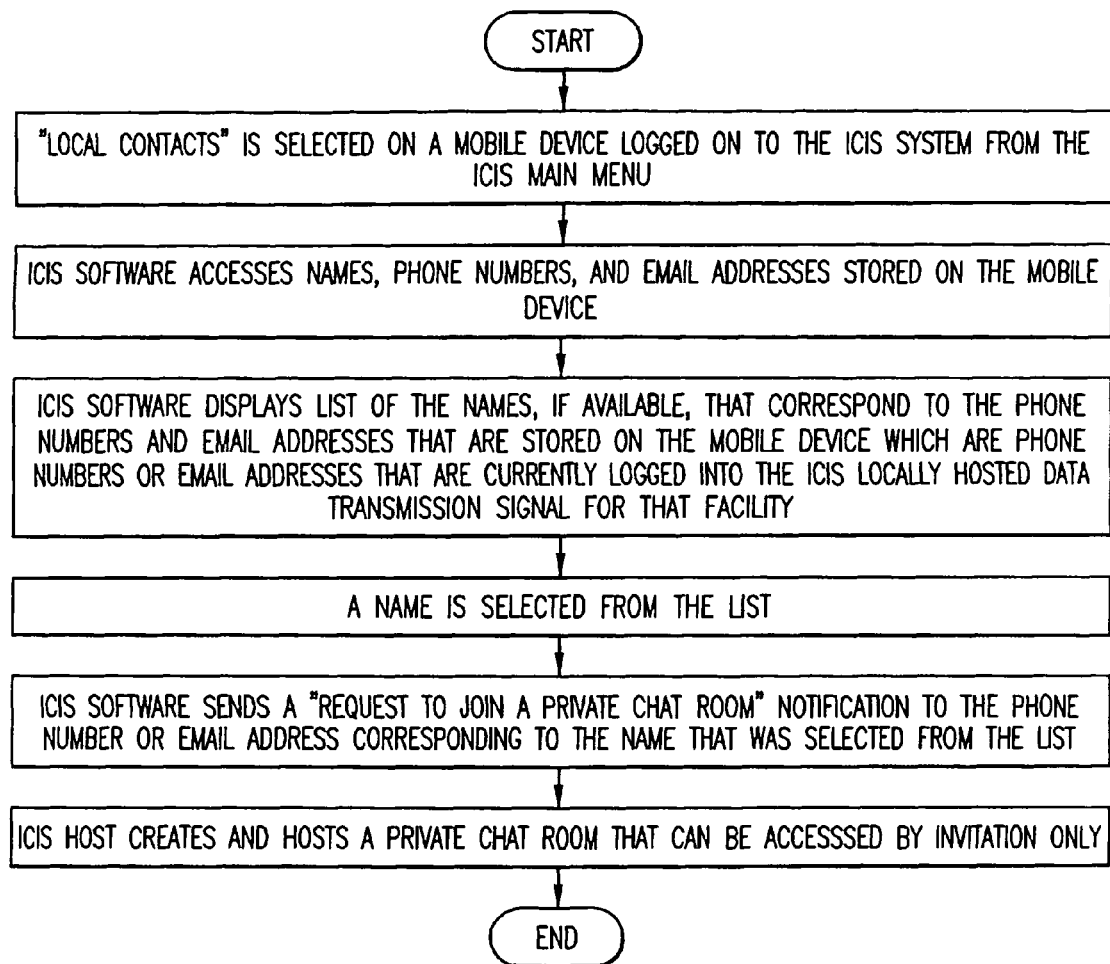 START
"LOCAL CONTACTS" IS SELECTED ON A MOBILE DEVICE LOGGED ON TO THE ICIS SYSTEM FROM THE
ICIS MAIN MENU
ICIS SOFTWARE ACCESSES NAMES, PHONE NUMBERS, AND EMAIL ADDRESSES STORED ON THE MOBILE
DEVICE
ICIS SOFTWARE DISPLAYS LIST OF THE NAMES, IF AVAILABLE, THAT CORRESPOND TO THE PHONE
NUMBERS AND EMAIL ADDRESSES THAT ARE STORED ON THE MOBILE DEVICE WHICH ARE PHONE
NUMBERS OR EMAIL ADDRESSES THAT ARE CURRENTLY LOGGED INTO THE ICIS LOCALLY HOSTED DATA
TRANSMISSION SIGNAL FOR THAT FACILITY
A NAME IS SELECTED FROM THE LIST
ICIS SOFTWARE SENDS A "REQUEST TO JOIN A PRIVATE CHAT ROOM" NOTIFICATION TO THE PHONE
NUMBER OR EMAIL ADDRESS CORRESPONDING TO THE NAME THAT WAS SELECTED FROM THE LIST
ICIS HOST CREATES AND HOSTS A PRIVATE CHAT ROOM THAT CAN BE ACCESSSED BY INVITATION ONLY
END